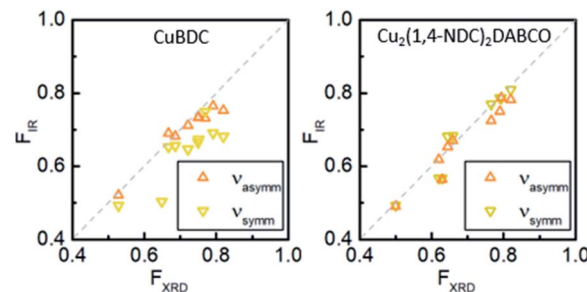 CuBDC
Cu₂(1,4-NDC)₂DABCO
1.0
0.8
0.6
0.4
F_IR
ν_asymm
ν_symm
0.4 0.6 0.8 1.0
F_XRD
1.0
0.8
0.6
0.4
F_IR
ν_asymm
ν_symm
0.4 0.6 0.8 1.0
F_XRD